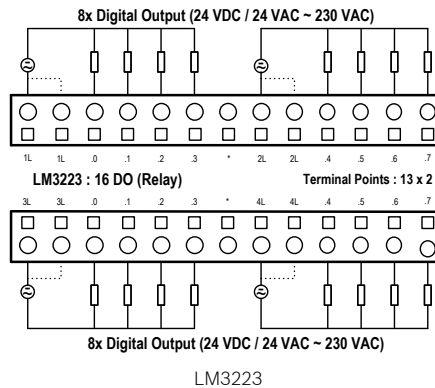 8x Digital Output (24 VDC / 24 VAC ~ 230 VAC)
1L 1L .0 .1 .2 .3 * 2L 2L .4 .5 .6 .7
LM3223 : 16 DO (Relay) Terminal Points : 13 x 2
3L 3L .0 .1 .2 .3 * 4L 4L .4 .5 .6 .7
8x Digital Output (24 VDC / 24 VAC ~ 230 VAC)
LM3223